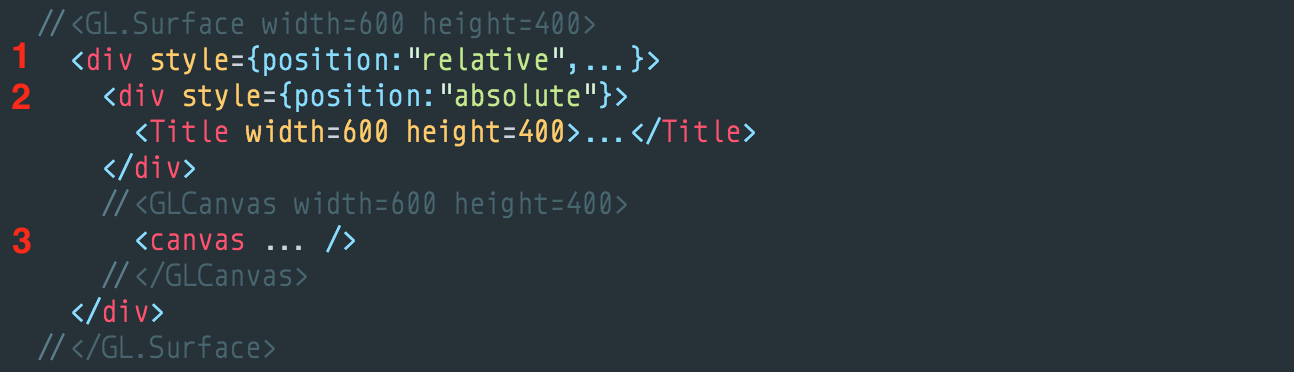 //<GL.Surface width=600 height=400>
1 <div style={position:"relative",...}>
2 <div style={position:"absolute"}>
<Title width=600 height=400>...</Title>
</div>
//<GLCanvas width=600 height=400>
3 <canvas ... />
//</GLCanvas>
</div>
//</GL.Surface>